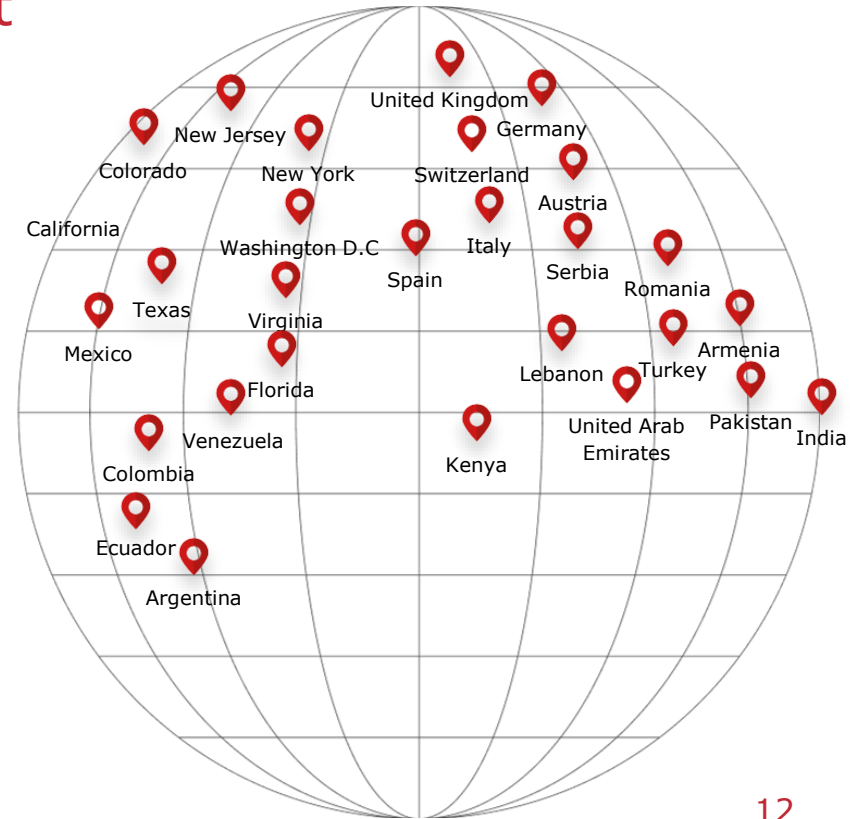 t
United Kingdom
New Jersey
Germany
Colorado
New York
Switzerland
Austria
California
Washington D.C
Italy
Spain
Serbia
Romania
Texas
Virginia
Mexico
Armenia
Lebanon
Turkey
Florida
United Arab
Emirates
Pakistan
India
Venezuela
Kenya
Colombia
Ecuador
Argentina
12